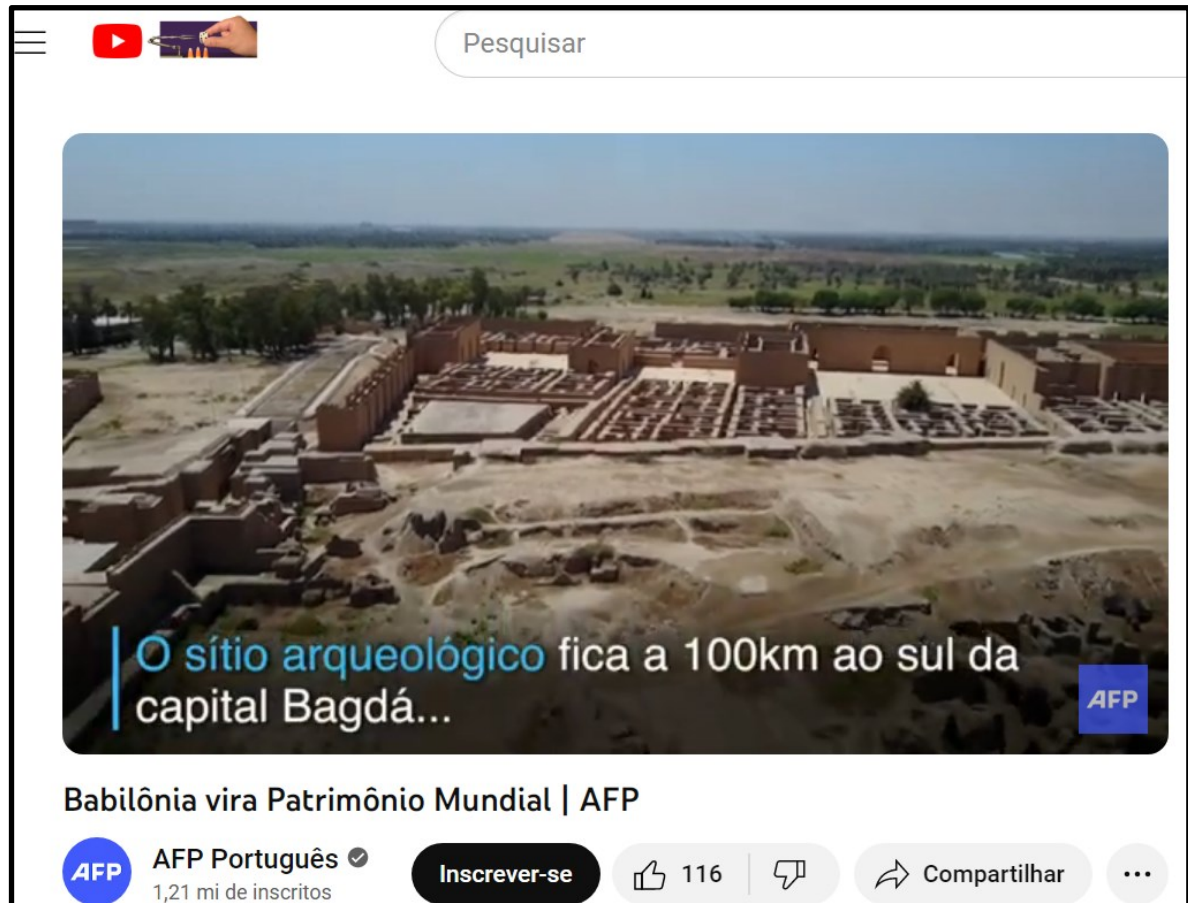 Pesquisar
O sítio arqueológico fica a 100km ao sul da
capital Bagdá...
AFP
Babilônia vira Patrimônio Mundial | AFP
AFP
AFP Português
1,21 mi de inscritos
Inscrever-se
116
Compartilhar